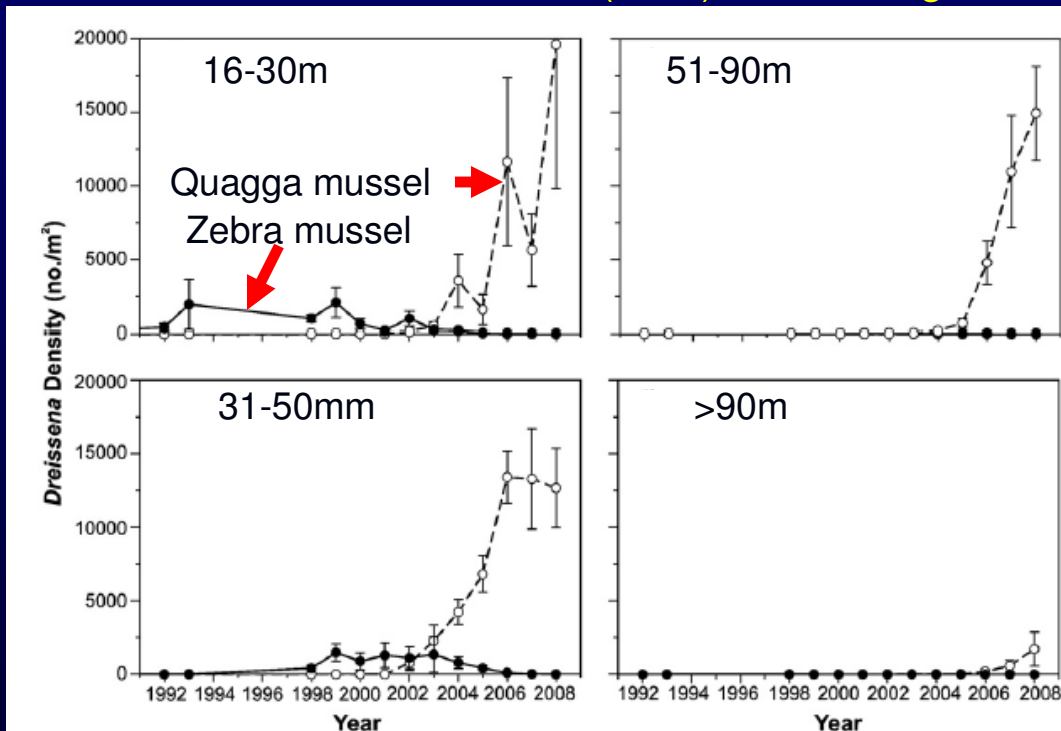 20000
15000
10000
5000
0
16-30m
51-90m
Quagga mussel
Zebra mussel
Dreissena Density (no./m²)
20000
15000
10000
5000
0
31-50mm
>90m
1992 1994 1996 1998 2000 2002 2004 2006 2008
1992 1994 1996 1998 2000 2002 2004 2006 2008
Year
Year